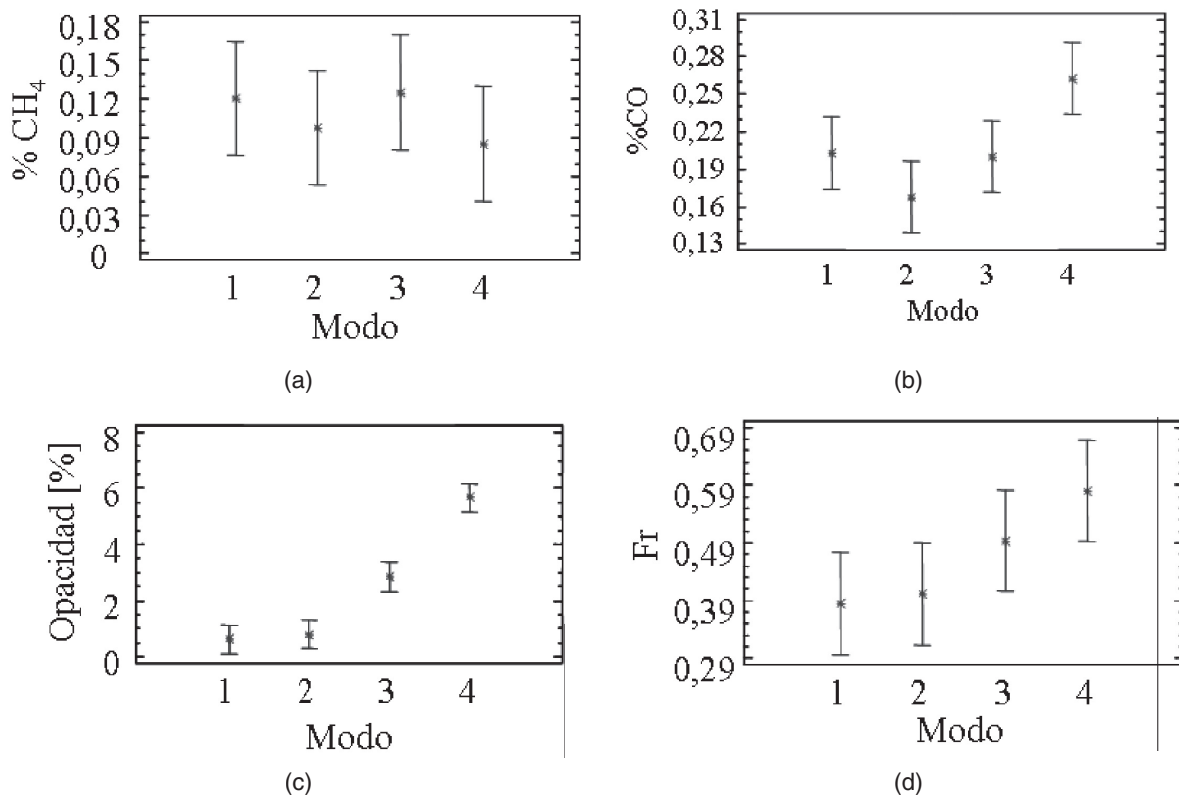 0,18
0,15
0,12
0,09
0,06
0,03
0
% CH4
1 2 3 4
Modo
(a)
0,31
0,28
0,25
0,22
0,19
0,16
0,13
%CO
1 2 3 4
Modo
(b)
8
6
4
2
0
Opacidad [%]
1 2 3 4
Modo
(c)
0,69
0,59
0,49
0,39
0,29
Fr
1 2 3 4
Modo
(d)